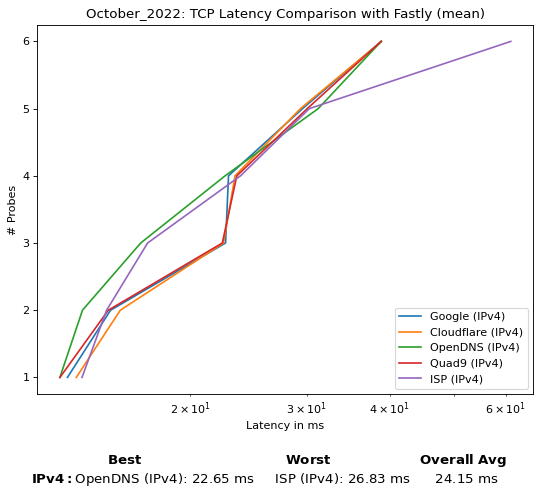 October_2022: TCP Latency Comparison with Fastly (mean)
6
5
4
3
2
1
# Probes
2 × 10¹
3 × 10¹
4 × 10¹
6 × 10¹
Latency in ms
Google (IPv4)
Cloudflare (IPv4)
OpenDNS (IPv4)
Quad9 (IPv4)
ISP (IPv4)
Best Worst Overall Avg
IPv4: OpenDNS (IPv4): 22.65 ms ISP (IPv4): 26.83 ms 24.15 ms